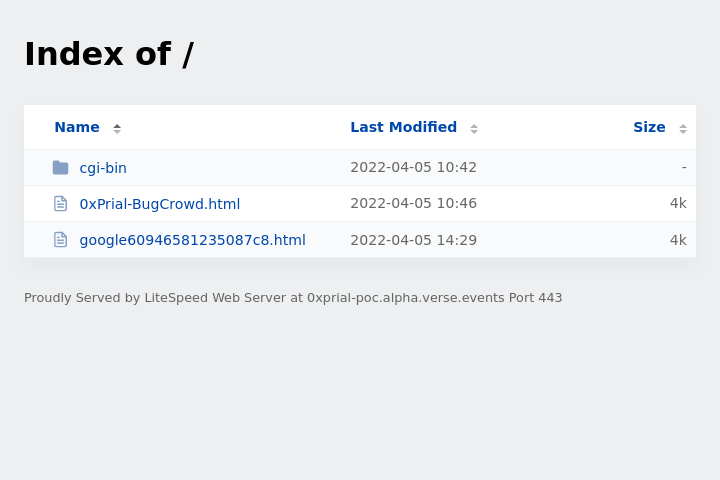 Index of /
Name Last Modified Size
cgi-bin 2022-04-05 10:42 -
0xPrial-BugCrowd.html 2022-04-05 10:46 4k
google60946581235087c8.html 2022-04-05 14:29 4k
Proudly Served by LiteSpeed Web Server at 0xprial-poc.alpha.verse.events Port 443